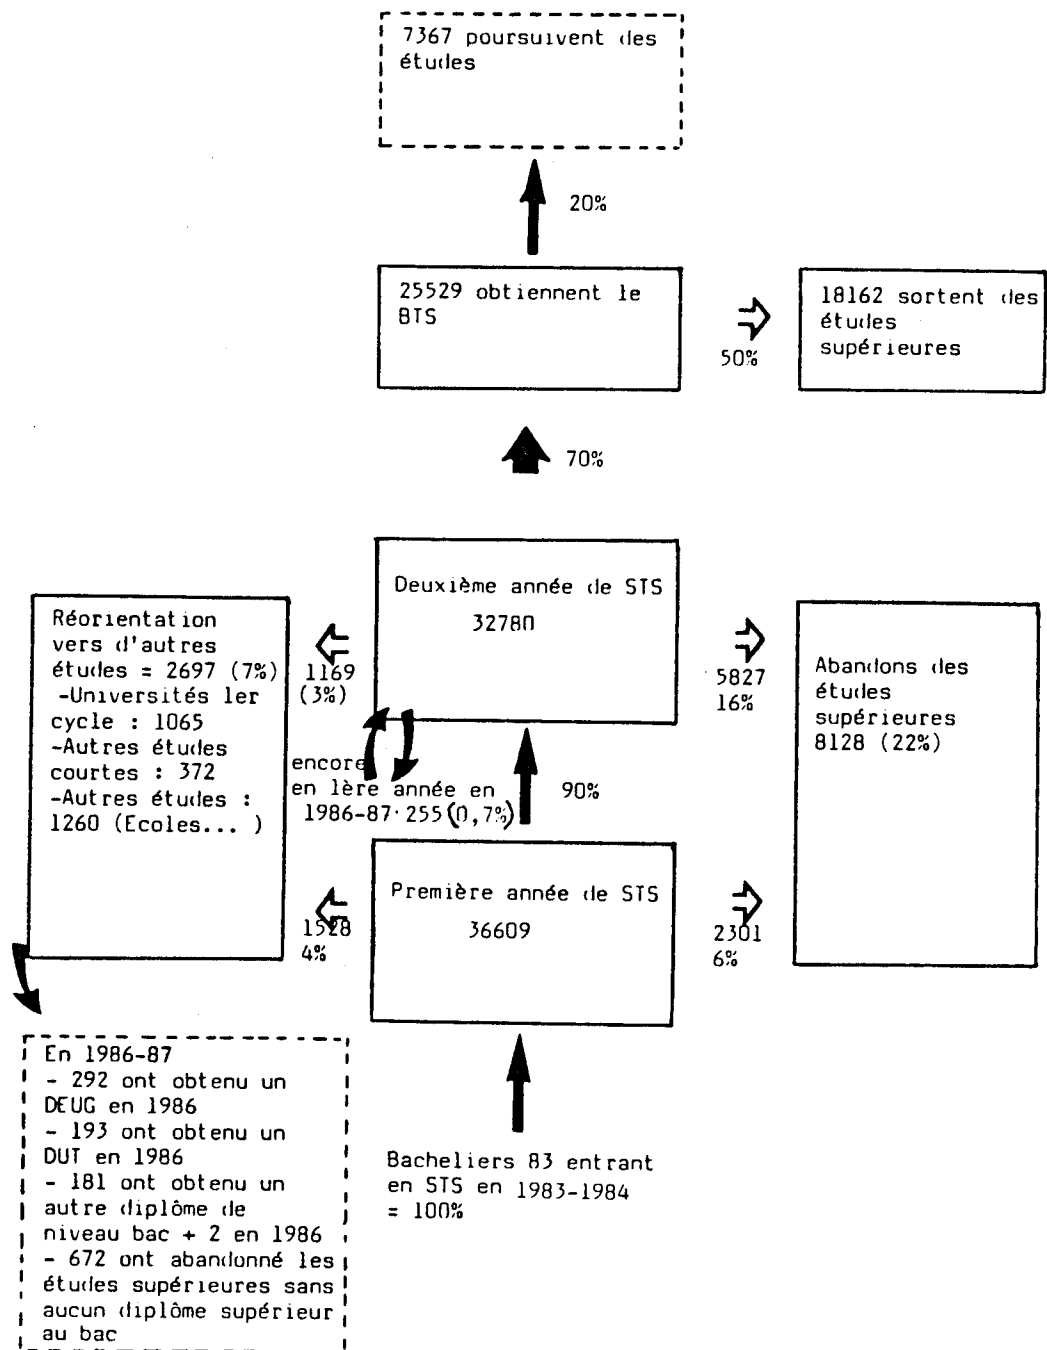 7367 poursuivent des
études
20%
25529 obtiennent le
BTS
50%
18162 sortent des
études
supérieures
70%
Deuxième année de STS
32780
Réorientation
vers d'autres
études = 2697 (7%)
-Universités 1er
cycle : 1065
-Autres études
courtes : 372
-Autres études :
1260 (Ecoles... )
1169
(3%)
5827
16%
Abandons des
études
supérieures
8128 (22%)
encore
en 1ère année en
1986-87 255 (0,7%)
90%
Première année de STS
36609
1528
4%
2301
6%
En 1986-87
- 292 ont obtenu un
DEUG en 1986
- 193 ont obtenu un
DUT en 1986
- 181 ont obtenu un
autre diplôme de
niveau bac + 2 en 1986
- 672 ont abandonné les
études supérieures sans
aucun diplôme supérieur
au bac
Bacheliers 83 entrant
en STS en 1983-1984
= 100%